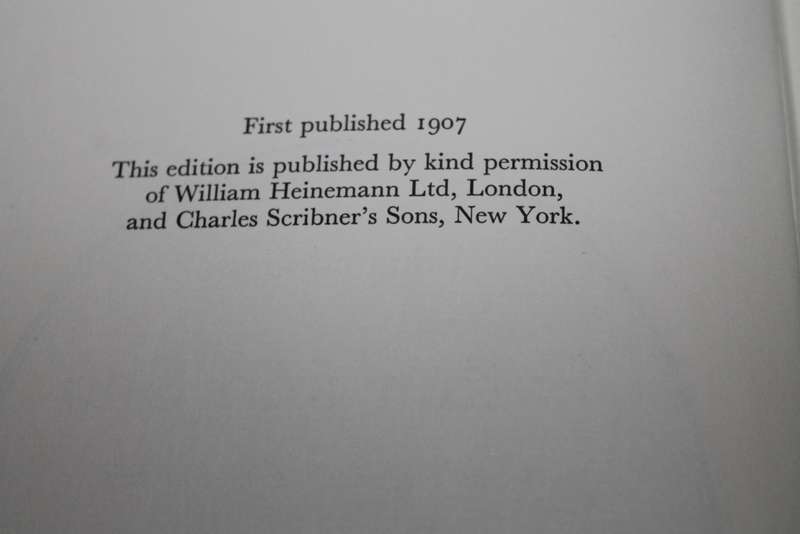 First published 1907
This edition is published by kind permission
of William Heinemann Ltd, London,
and Charles Scribner's Sons, New York.